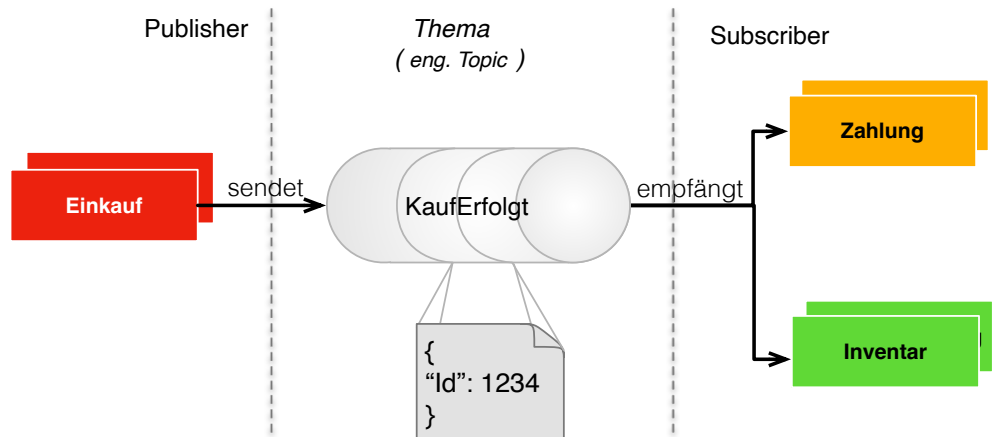 Publisher
Thema
( eng. Topic )
Subscriber
Einkauf
sendet
KaufErfolgt
empfängt
Zahlung
Inventar
{
“Id”: 1234
}